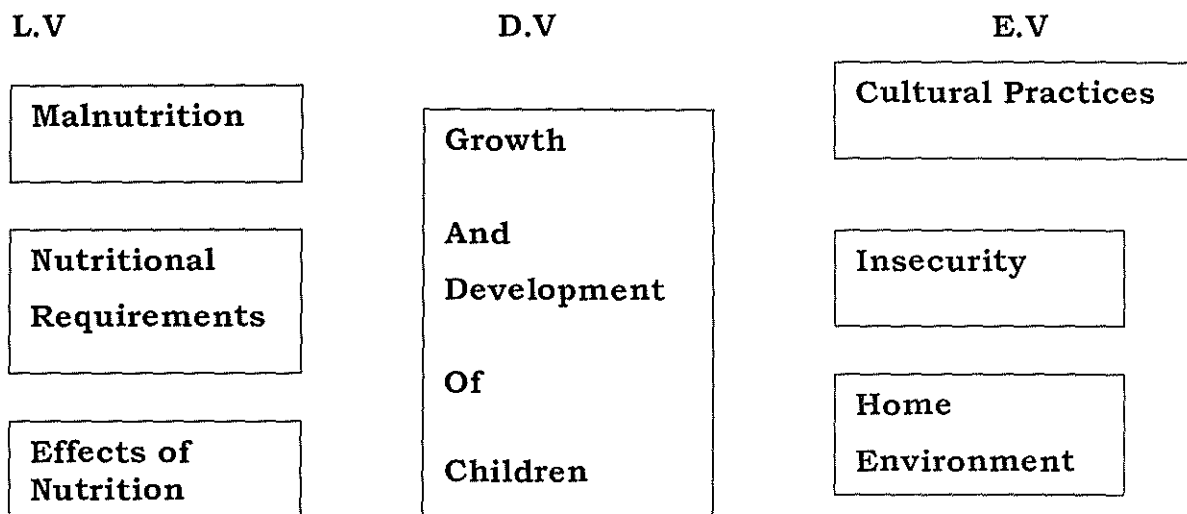 L.V
D.V
E.V
Malnutrition
Nutritional
Requirements
Effects of
Nutrition
Growth
And
Development
Of
Children
Cultural Practices
Insecurity
Home
Environment